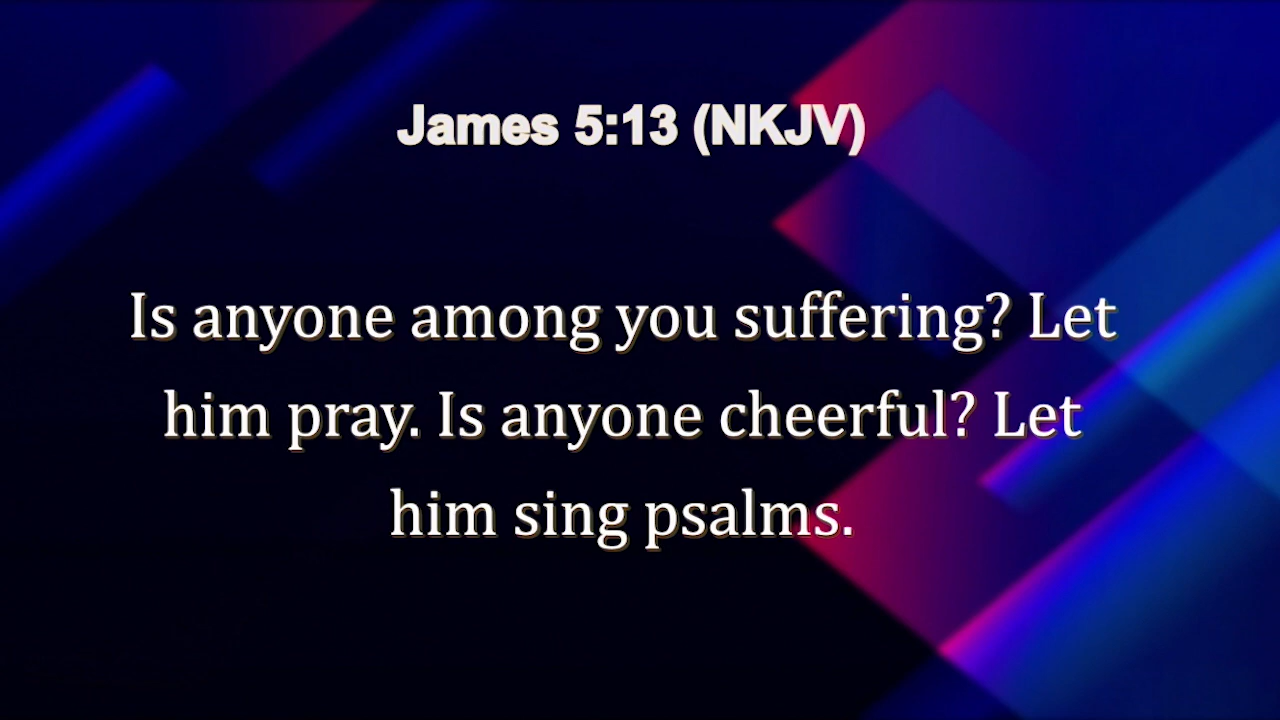 James 5:13 (NKJV)
Is anyone among you suffering? Let
him pray. Is anyone cheerful? Let
him sing psalms.